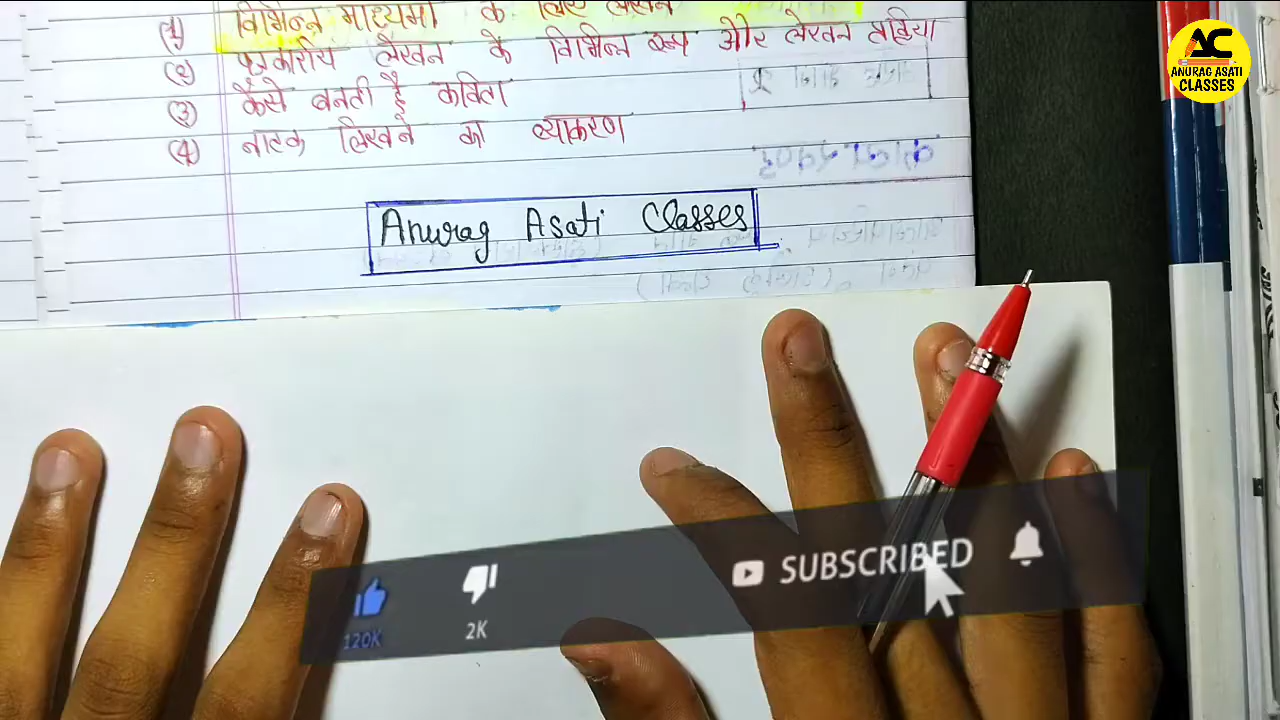 (1) विभिन्न माध्यमों के लिए लेखन
(2) पत्रकारीय लेखन के विभिन्न रूप और लेखन प्रक्रिया
(3) कैसे बनती है कविता
(4) नाटक लिखने का व्याकरण
Anurag Asati Classes
AC
ANURAG ASATI
CLASSES
120K
2K
SUBSCRIBED